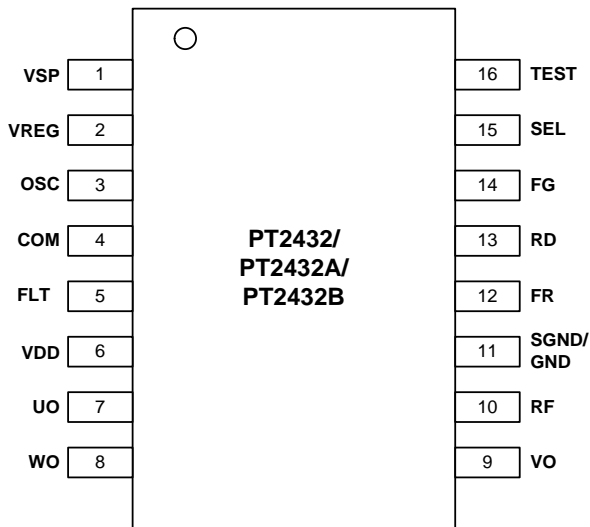 VSP 1
VREG 2
OSC 3
COM 4
FLT 5
VDD 6
UO 7
WO 8
PT2432/
PT2432A/
PT2432B
16 TEST
15 SEL
14 FG
13 RD
12 FR
11 SGND/
GND
10 RF
9 VO